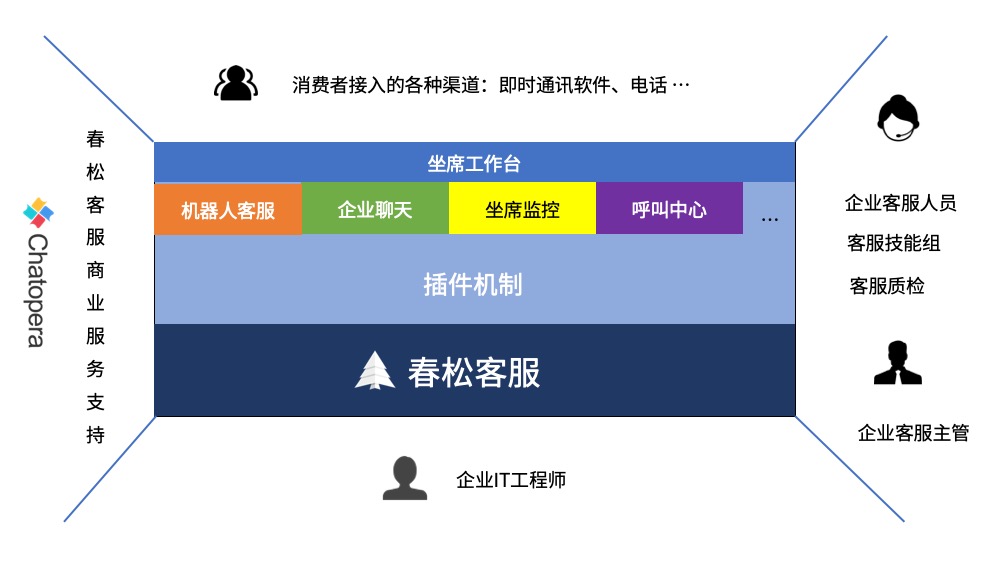 消费者接入的各种渠道：即时通讯软件、电话 …
春松客服商业服务支持
Chatopera
坐席工作台
机器人客服
企业聊天
坐席监控
呼叫中心
…
插件机制
春松客服
企业客服人员
客服技能组
客服质检
企业客服主管
企业IT工程师